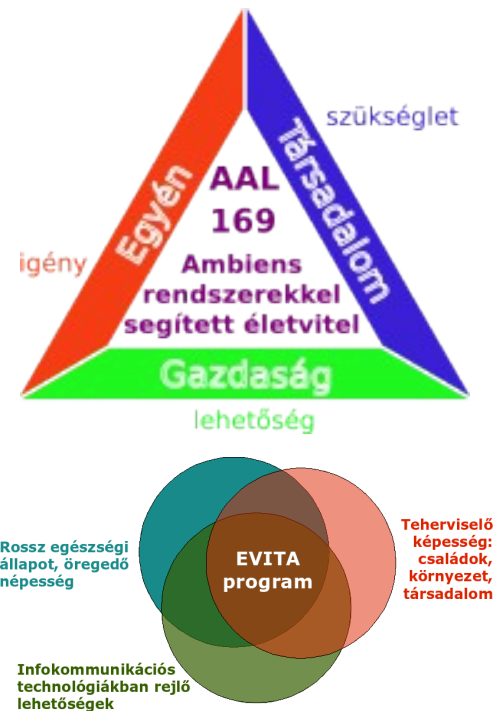 szükséglet
Társadalom
Egyén
igény
AAL
169
Ambiens
rendszerekkel
segített életvitel
Gazdaság
lehetőség
Rossz egészségi
állapot, öregedő
népesség
EVITA
program
Teherviselő
képesség:
családok,
környezet,
társadalom
Infokommunikációs
technológiákban rejlő
lehetőségek